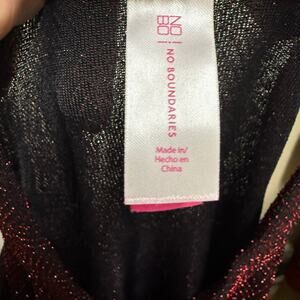 NO
BO
NO BOUNDARIES
Made in/
Hecho en
China